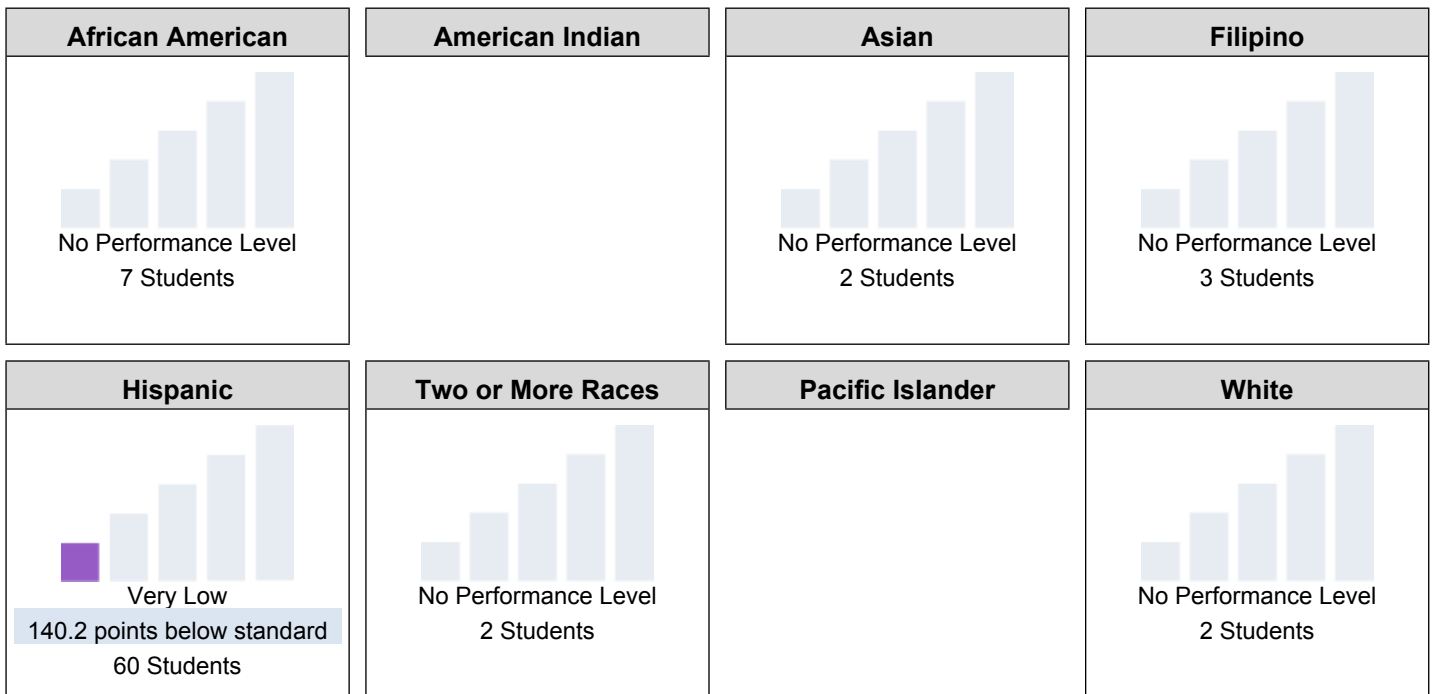 African American
No Performance Level
7 Students
American Indian
Asian
No Performance Level
2 Students
Filipino
No Performance Level
3 Students
Hispanic
Very Low
140.2 points below standard
60 Students
Two or More Races
No Performance Level
2 Students
Pacific Islander
White
No Performance Level
2 Students